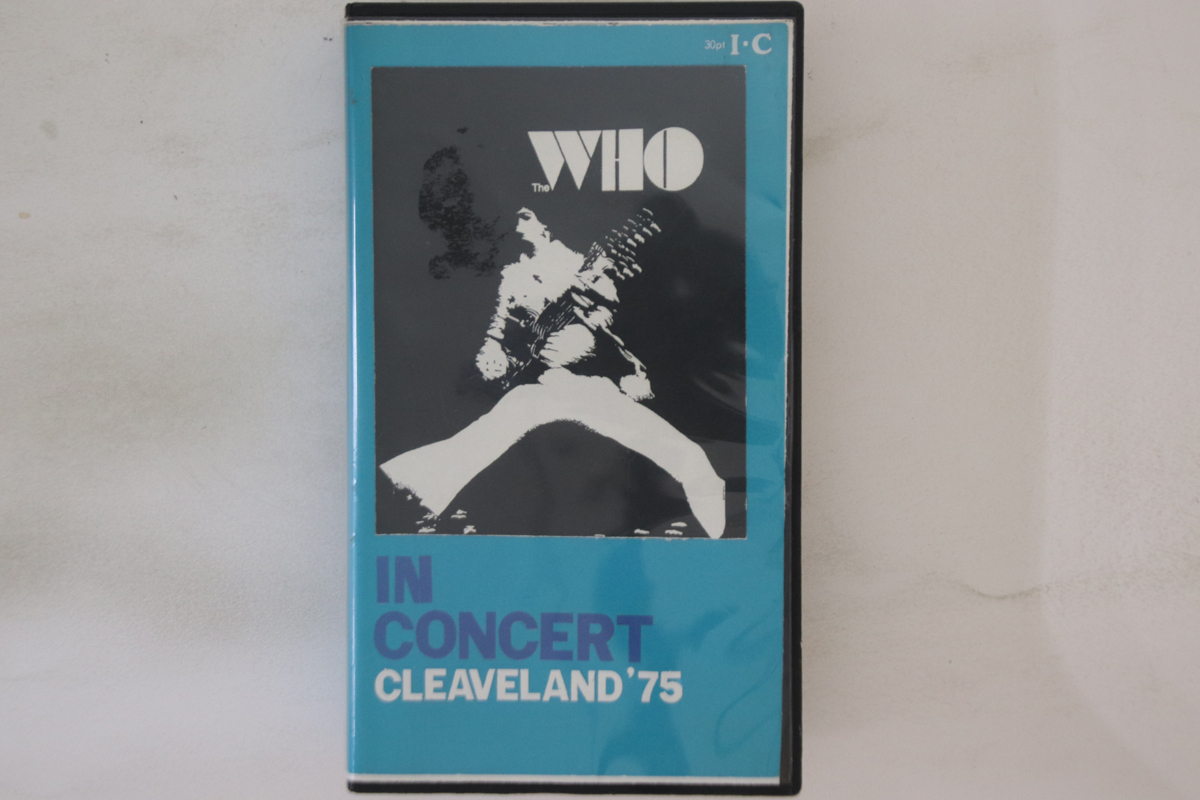 30pt I·C
The WHO
IN
CONCERT
CLEAVELAND '75